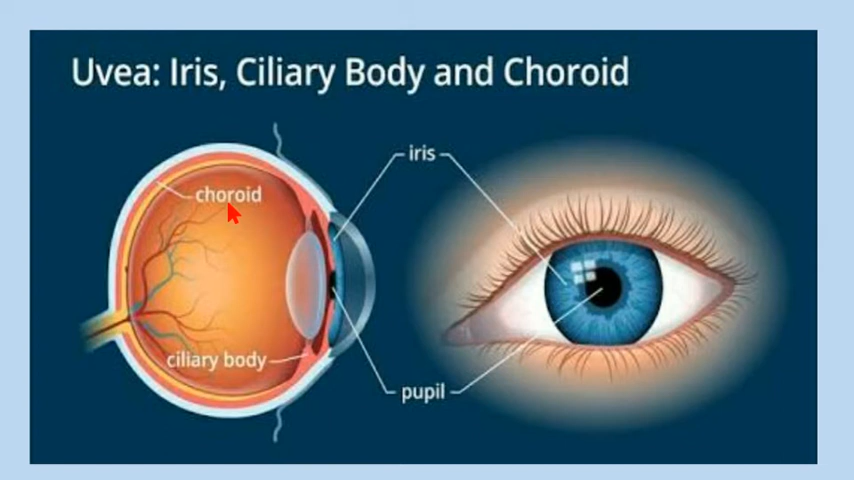 Uvea: Iris, Ciliary Body and Choroid
iris
choroid
ciliary body
pupil